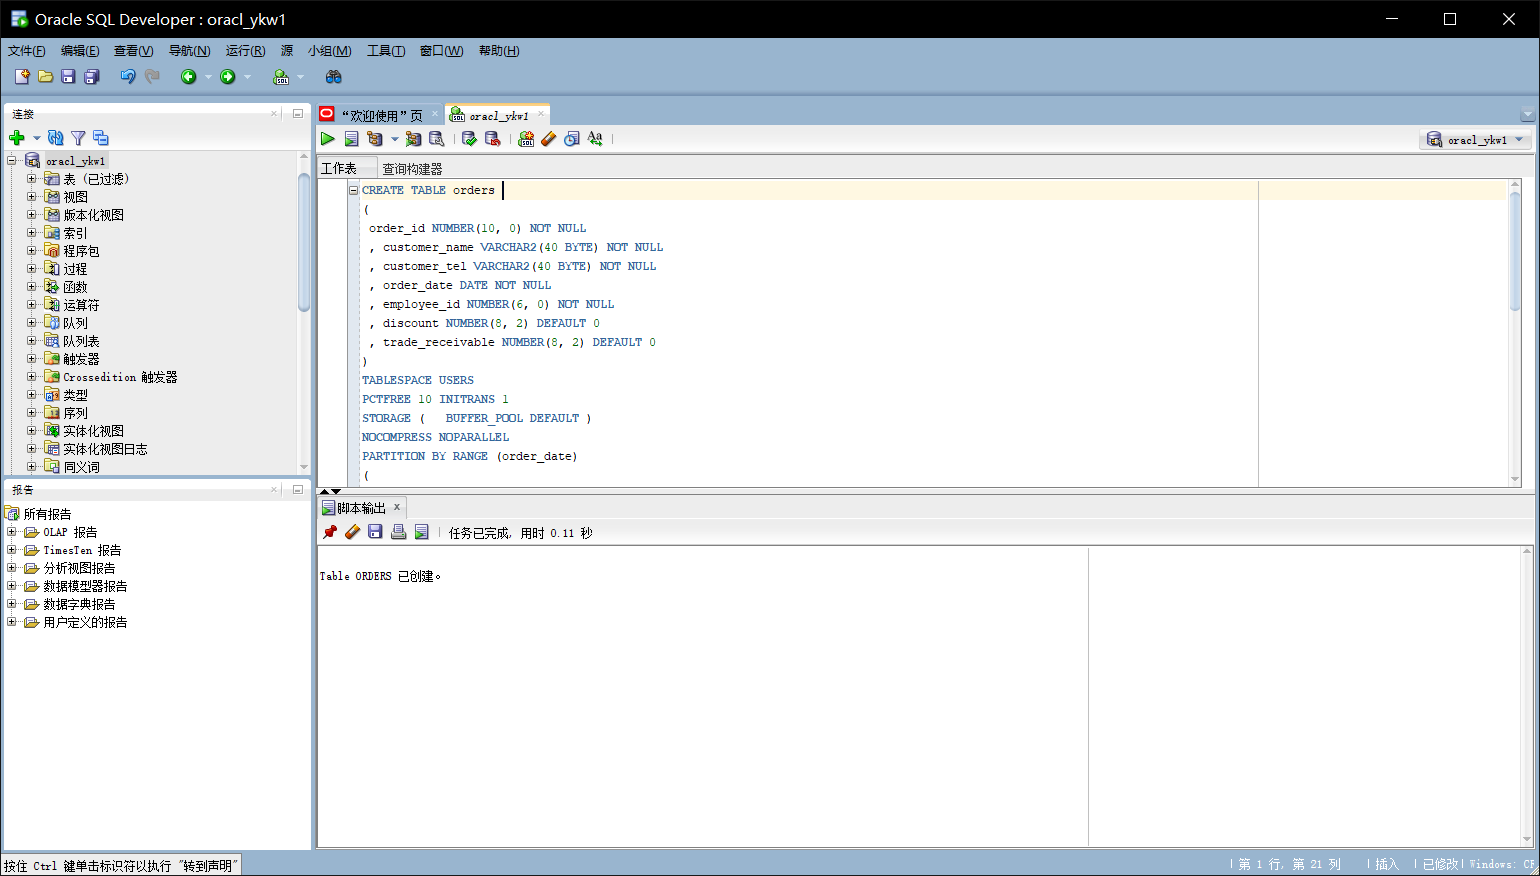 Oracle SQL Developer : oracl_ykw1
文件(F) 编辑(E) 查看(V) 导航(N) 运行(R) 源 小组(M) 工具(T) 窗口(W) 帮助(H)
连接
oracl_ykw1
表 (已过滤)
视图
版本化视图
索引
程序包
过程
函数
运算符
队列
队列表
触发器
Crossedition 触发器
类型
序列
实体化视图
实体化视图日志
同义词
报告
所有报告
OLAP 报告
TimesTen 报告
分析视图报告
数据模型器报告
数据字典报告
用户定义的报告
“欢迎使用”页 oracl_ykw1
oracl_ykw1
工作表 查询构建器
CREATE TABLE orders
(
order_id NUMBER(10, 0) NOT NULL
, customer_name VARCHAR2(40 BYTE) NOT NULL
, customer_tel VARCHAR2(40 BYTE) NOT NULL
, order_date DATE NOT NULL
, employee_id NUMBER(6, 0) NOT NULL
, discount NUMBER(8, 2) DEFAULT 0
, trade_receivable NUMBER(8, 2) DEFAULT 0
)
TABLESPACE USERS
PCTFREE 10 INITRANS 1
STORAGE ( BUFFER_POOL DEFAULT )
NOCOMPRESS NOPARALLEL
PARTITION BY RANGE (order_date)
(
脚本输出 x
任务已完成, 用时 0.11 秒
Table ORDERS 已创建。
按住 Ctrl 键单击标识符以执行 "转到声明"
第 1 行, 第 21 列 插入 已修改 Windows: CR